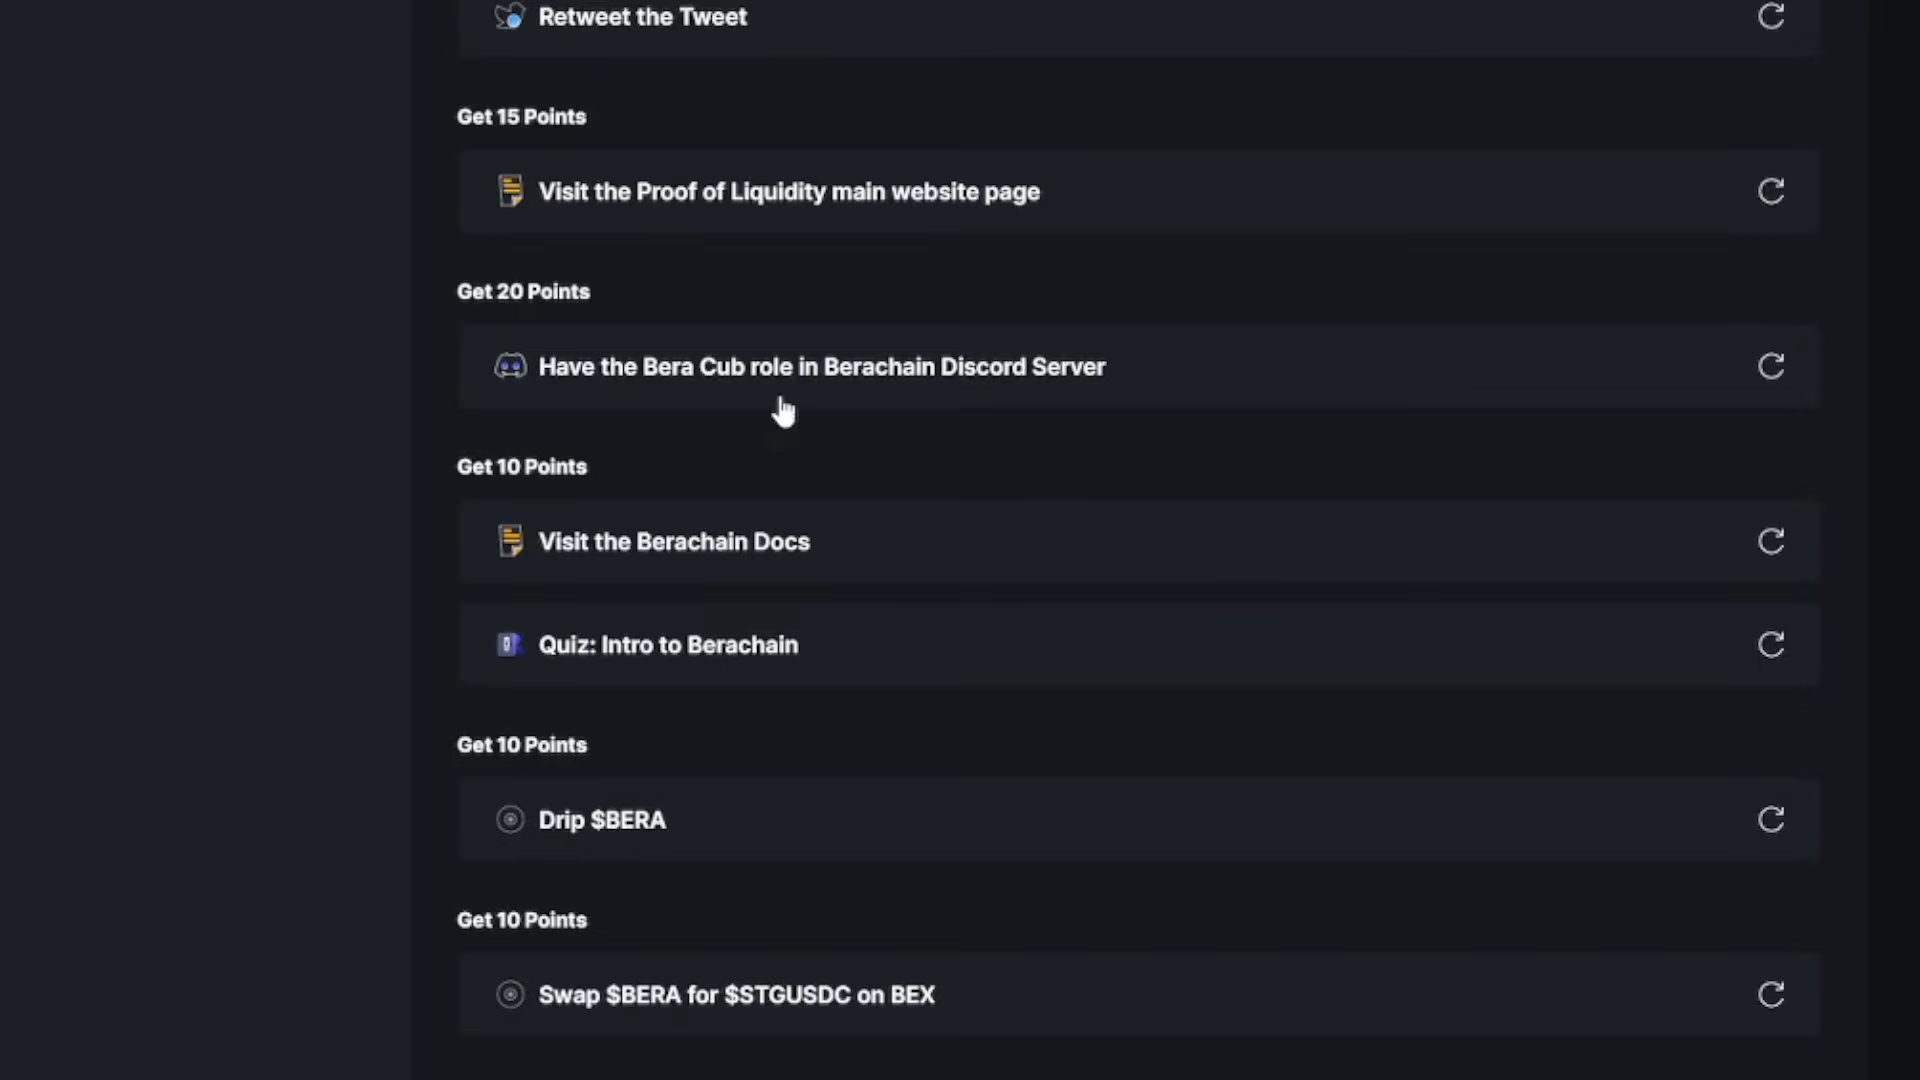 Retweet the Tweet
Get 15 Points
Visit the Proof of Liquidity main website page
Get 20 Points
Have the Bera Cub role in Berachain Discord Server
Get 10 Points
Visit the Berachain Docs
Quiz: Intro to Berachain
Get 10 Points
Drip $BERA
Get 10 Points
Swap $BERA for $STGUSDC on BEX